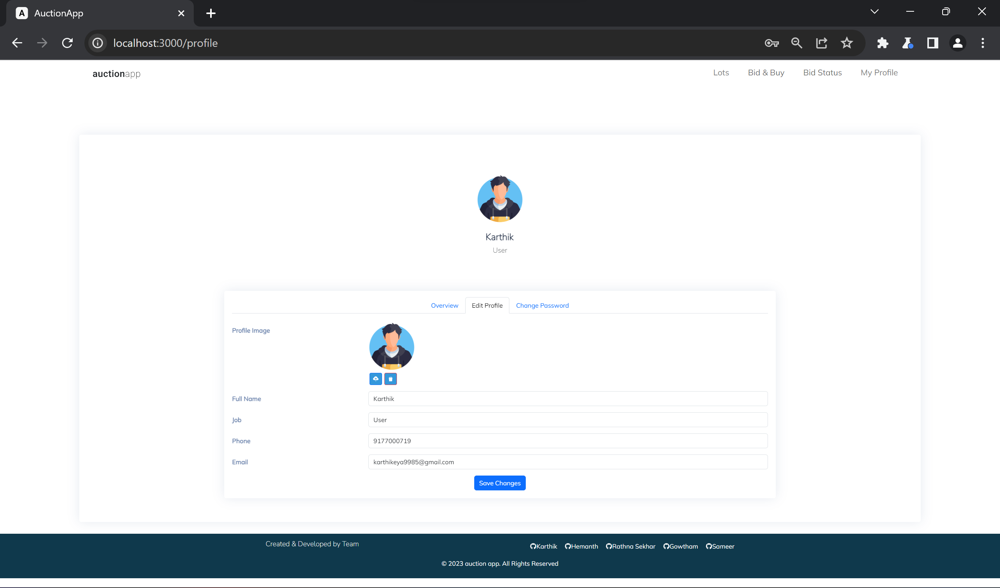 A AuctionApp
localhost:3000/profile
auctionapp
Lots Bid & Buy Bid Status My Profile
Karthik
User
Overview Edit Profile Change Password
Profile Image
Full Name Karthik
Job User
Phone 9177000719
Email karthikeya9985@gmail.com
Save Changes
Created & Developed by Team
Karthik Hemanth Rathna Sekhar Gowtham Sameer
© 2023 auction app. All Rights Reserved